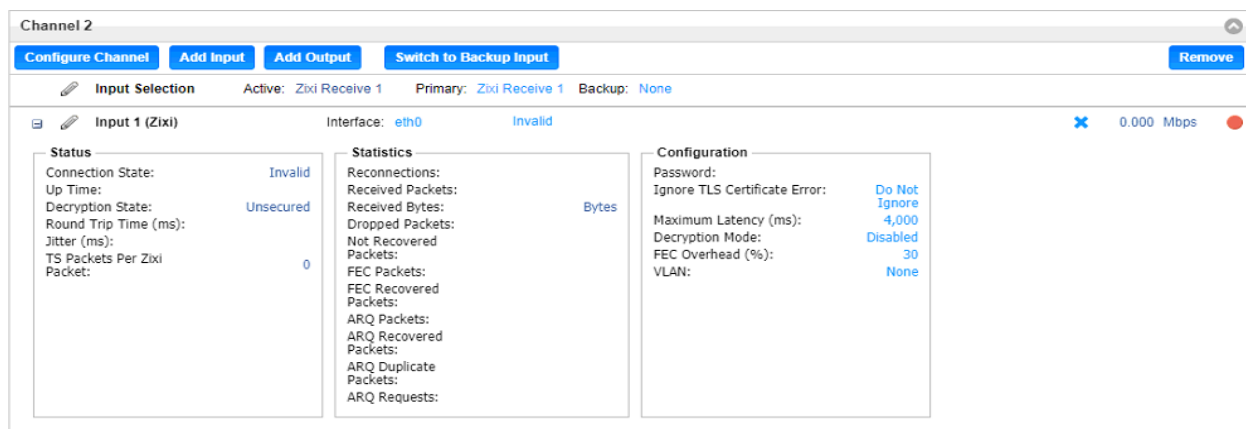 Channel 2
Configure Channel Add Input Add Output Switch to Backup Input Remove
Input Selection Active: Zixi Receive 1 Primary: Zixi Receive 1 Backup: None
Input 1 (Zixi) Interface: eth0 Invalid 0.000 Mbps
Status
Connection State: Invalid
Up Time:
Decryption State: Unsecured
Round Trip Time (ms):
Jitter (ms):
TS Packets Per Zixi
Packet: 0
Statistics
Reconnections:
Received Packets:
Received Bytes: Bytes
Dropped Packets:
Not Recovered
Packets:
FEC Packets:
FEC Recovered
Packets:
ARQ Packets:
ARQ Recovered
Packets:
ARQ Duplicate
Packets:
ARQ Requests:
Configuration
Password:
Ignore TLS Certificate Error: Do Not
Ignore
Maximum Latency (ms): 4,000
Decryption Mode: Disabled
FEC Overhead (%): 30
VLAN: None